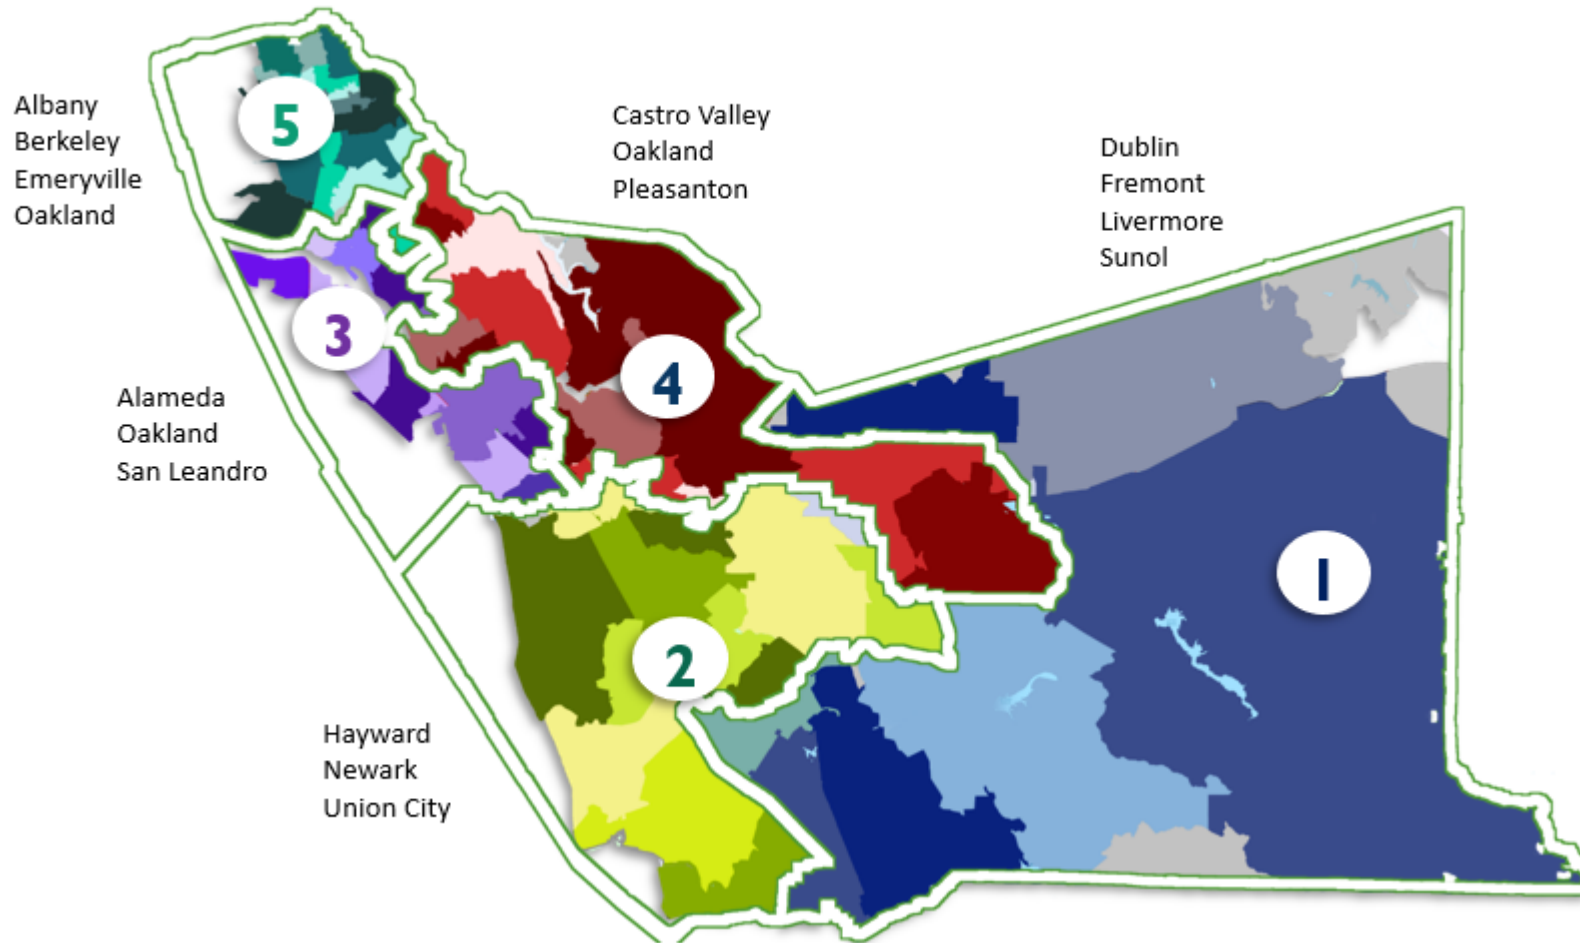 Albany
Berkeley
Emeryville
Oakland
5
Castro Valley
Oakland
Pleasanton
Dublin
Fremont
Livermore
Sunol
3
4
Alameda
Oakland
San Leandro
1
2
Hayward
Newark
Union City